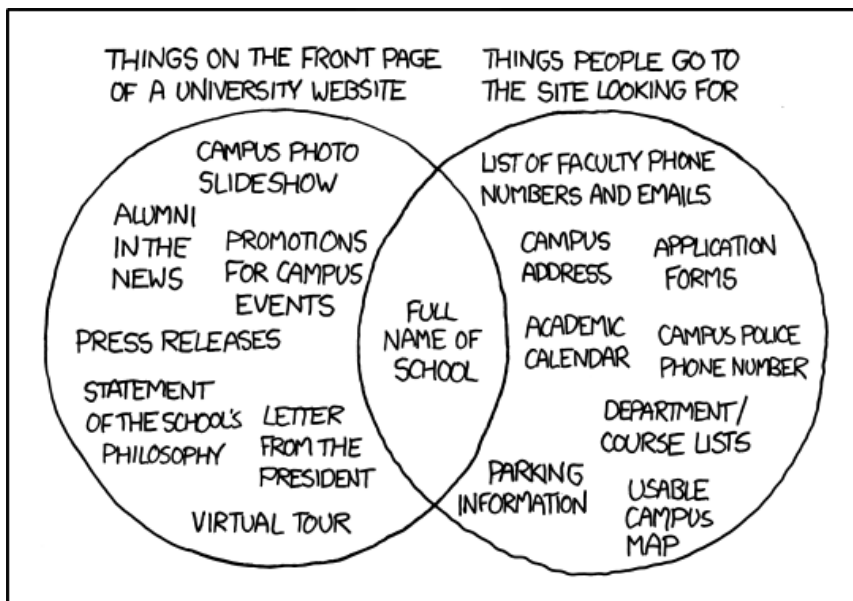 THINGS ON THE FRONT PAGE
OF A UNIVERSITY WEBSITE
THINGS PEOPLE GO TO
THE SITE LOOKING FOR
CAMPUS PHOTO
SLIDESHOW
ALUMNI
IN THE
NEWS
PROMOTIONS
FOR CAMPUS
EVENTS
PRESS RELEASES
STATEMENT
OF THE SCHOOL'S
PHILOSOPHY
LETTER
FROM THE
PRESIDENT
VIRTUAL TOUR
FULL
NAME OF
SCHOOL
LIST OF FACULTY PHONE
NUMBERS AND EMAILS
CAMPUS
ADDRESS
APPLICATION
FORMS
ACADEMIC
CALENDAR
CAMPUS POLICE
PHONE NUMBER
DEPARTMENT/
COURSE LISTS
PARKING
INFORMATION
USABLE
CAMPUS
MAP